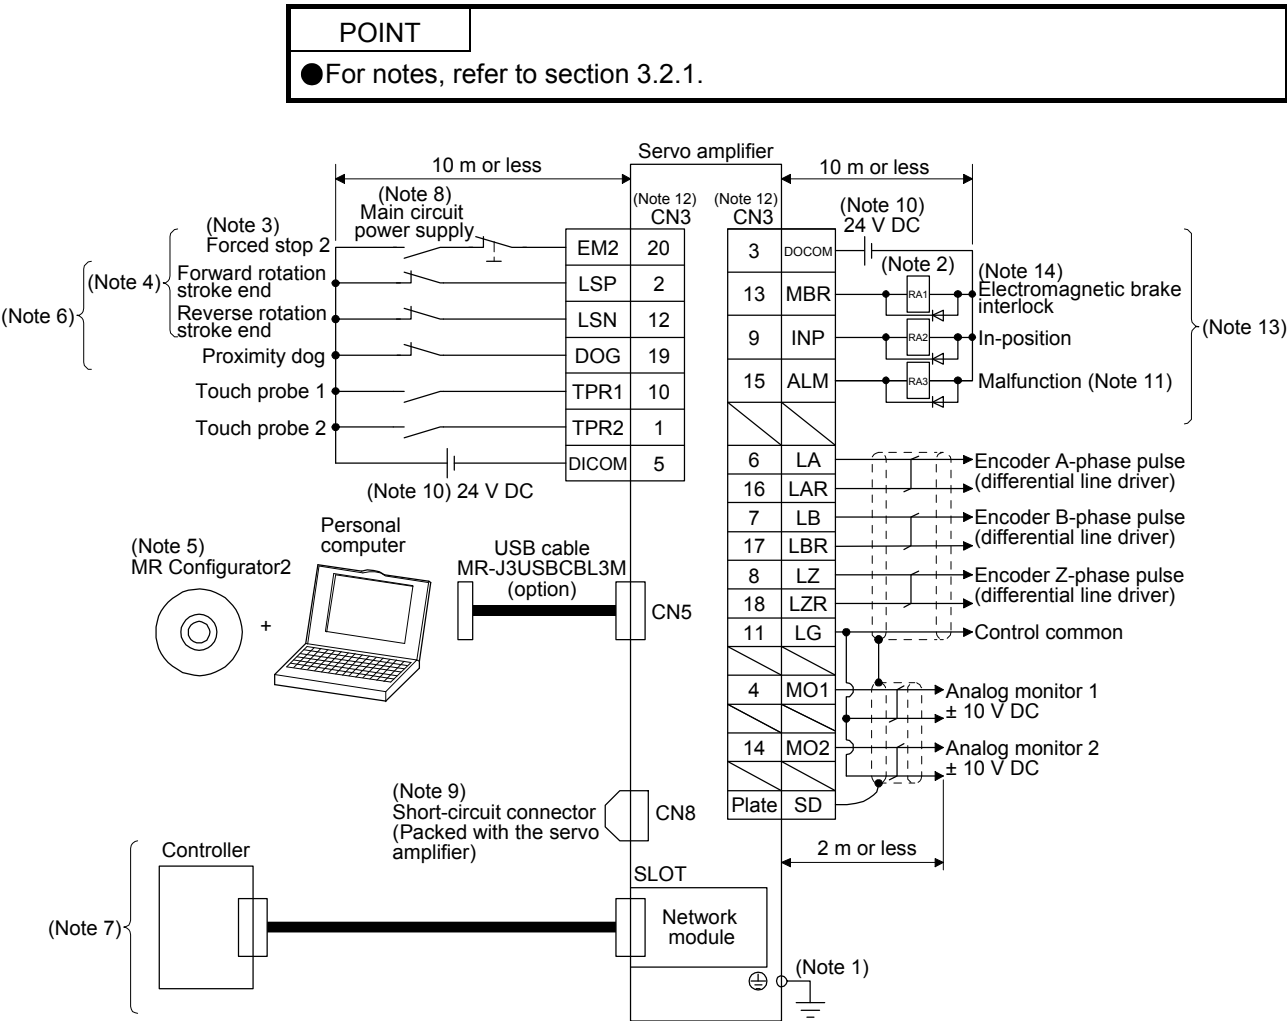 POINT
●For notes, refer to section 3.2.1.
Servo amplifier
10 m or less
10 m or less
(Note 8)
Main circuit
power supply
(Note 12)
CN3
(Note 12)
CN3
(Note 10)
24 V DC
(Note 3)
Forced stop 2
EM2 20
(Note 4)
Forward rotation
stroke end
LSP 2
(Note 6)
Reverse rotation
stroke end
LSN 12
Proximity dog
DOG 19
Touch probe 1
TPR1 10
Touch probe 2
TPR2 1
DICOM 5
(Note 10) 24 V DC
3 DOCOM
(Note 2)
13 MBR
RA1
(Note 14)
Electromagnetic brake
interlock
9 INP
RA2
In-position
15 ALM
RA3
Malfunction (Note 11)
(Note 13)
6 LA
16 LAR
Encoder A-phase pulse
(differential line driver)
7 LB
17 LBR
Encoder B-phase pulse
(differential line driver)
8 LZ
18 LZR
Encoder Z-phase pulse
(differential line driver)
11 LG
Control common
4 MO1
Analog monitor 1
± 10 V DC
14 MO2
Analog monitor 2
± 10 V DC
Plate SD
2 m or less
(Note 5)
MR Configurator2
+
Personal
computer
USB cable
MR-J3USBCBL3M
(option)
CN5
(Note 9)
Short-circuit connector
(Packed with the servo
amplifier)
CN8
(Note 7)
Controller
SLOT
Network
module
(Note 1)